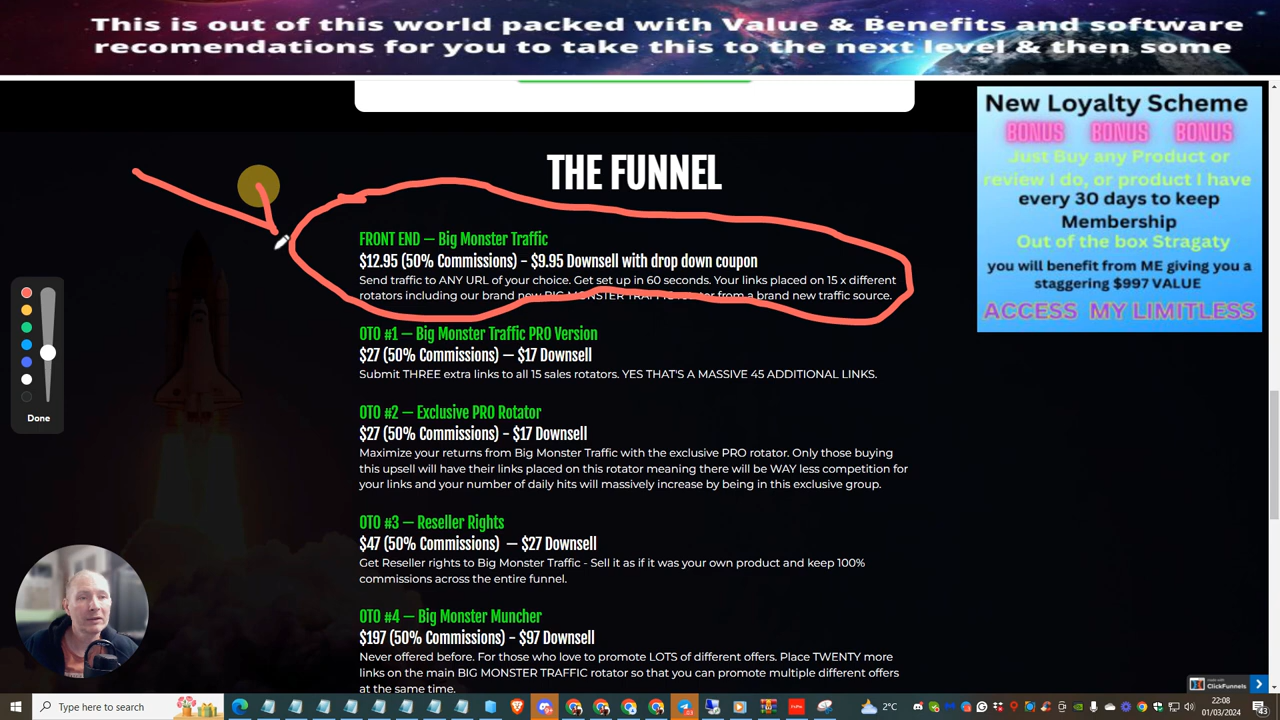 This is out of this world packed with Value & Benefits and software
recomendations for you to take this to the next level & then some
New Loyalty Scheme
BONUS BONUS BONUS
Just Buy any Product or
review I do, or product I have
every 30 days to keep
Membership
Out of the box Stragaty
you will benefit from ME giving you a
staggering $997 VALUE
ACCESS MY LIMITLESS
THE FUNNEL
FRONT END — Big Monster Traffic
$12.95 (50% Commissions) - $9.95 Downsell with drop down coupon
Send traffic to ANY URL of your choice. Get set up in 60 seconds. Your links placed on 15 x different
rotators including our brand new BIG MONSTER TRAFFIC rotator from a brand new traffic source.
OTO #1 — Big Monster Traffic PRO Version
$27 (50% Commissions) — $17 Downsell
Submit THREE extra links to all 15 sales rotators. YES THAT'S A MASSIVE 45 ADDITIONAL LINKS.
OTO #2 — Exclusive PRO Rotator
$27 (50% Commissions) - $17 Downsell
Maximize your returns from Big Monster Traffic with the exclusive PRO rotator. Only those buying
this upsell will have their links placed on this rotator meaning there will be WAY less competition for
your links and your number of daily hits will massively increase by being in this exclusive group.
OTO #3 — Reseller Rights
$47 (50% Commissions) — $27 Downsell
Get Reseller rights to Big Monster Traffic - Sell it as if it was your own product and keep 100%
commissions across the entire funnel.
OTO #4 — Big Monster Muncher
$197 (50% Commissions) - $97 Downsell
Never offered before. For those who love to promote LOTS of different offers. Place TWENTY more
links on the main BIG MONSTER TRAFFIC rotator so that you can promote multiple different offers
at the same time.
Done
made with
ClickFunnels
Type here to search
2°C
22:08
01/03/2024